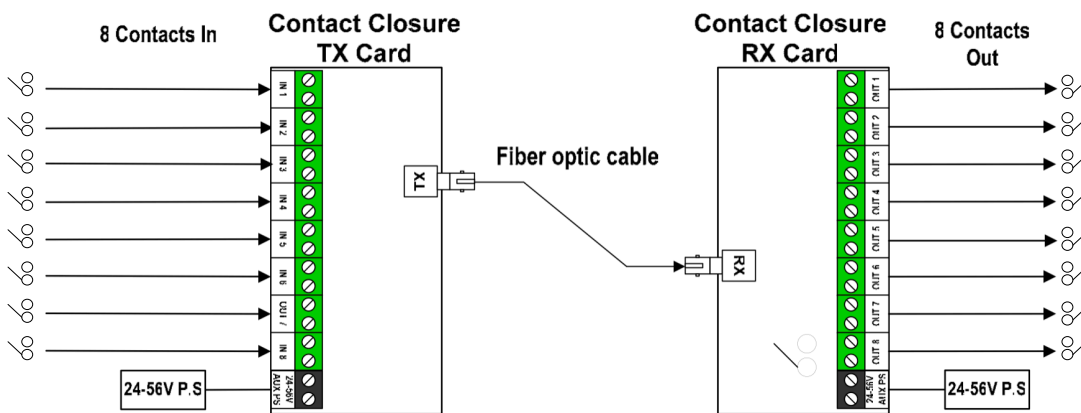 8 Contacts In
Contact Closure
TX Card
Contact Closure
RX Card
8 Contacts
Out
IN 1
IN 2
IN 3
IN 4
IN 5
IN 6
OUT 7
IN 8
24-56V
AUX PS
TX
Fiber optic cable
RX
OUT 1
OUT 2
OUT 3
OUT 4
OUT 5
OUT 6
OUT 7
OUT 8
24-56V
AUX PS
24-56V P.S
24-56V P.S